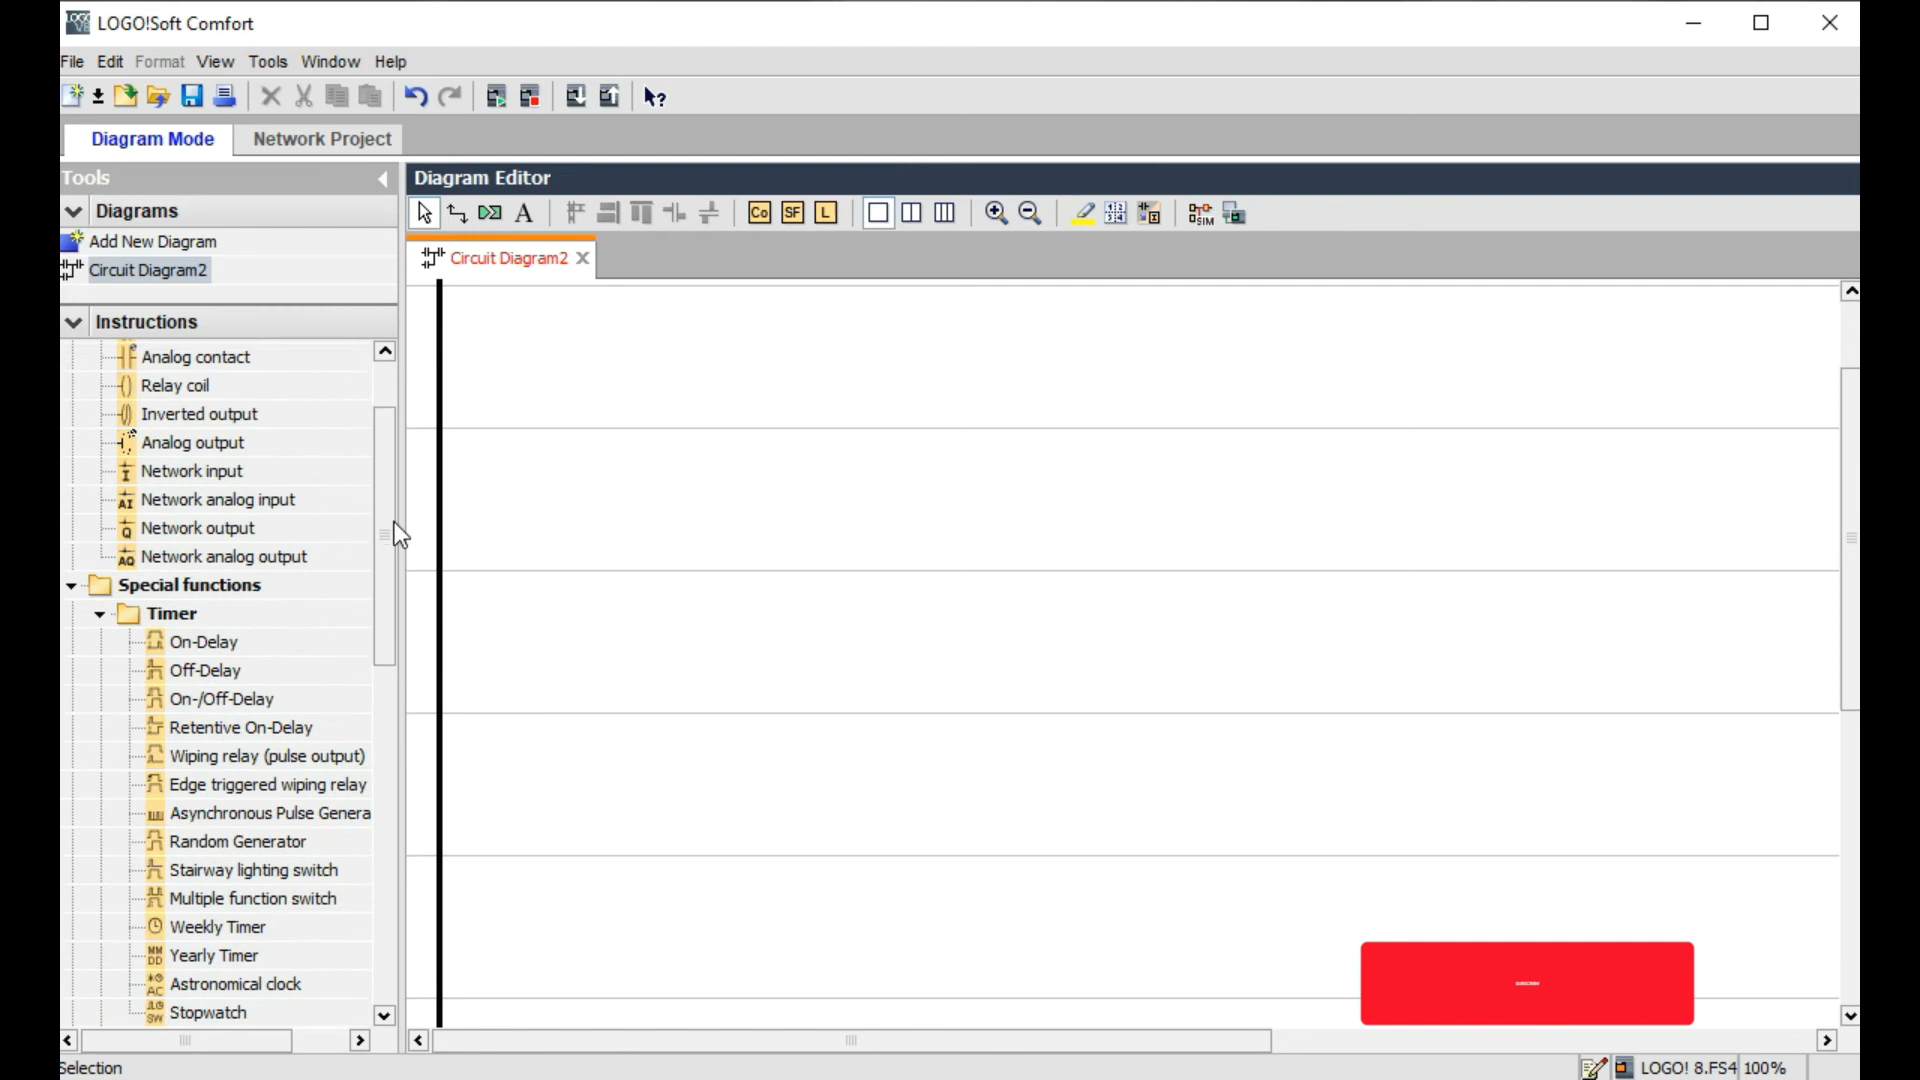 LOGO!Soft Comfort
File Edit Format View Tools Window Help
Diagram Mode Network Project
Tools
Diagrams
Add New Diagram
Circuit Diagram2
Instructions
Analog contact
Relay coil
Inverted output
Analog output
Network input
Network analog input
Network output
Network analog output
Special functions
Timer
On-Delay
Off-Delay
On-/Off-Delay
Retentive On-Delay
Wiping relay (pulse output)
Edge triggered wiping relay
Asynchronous Pulse Genera
Random Generator
Stairway lighting switch
Multiple function switch
Weekly Timer
Yearly Timer
Astronomical clock
Stopwatch
Diagram Editor
A Co SF L SIM
Circuit Diagram2
Selection
LOGO! 8.FS4 100%